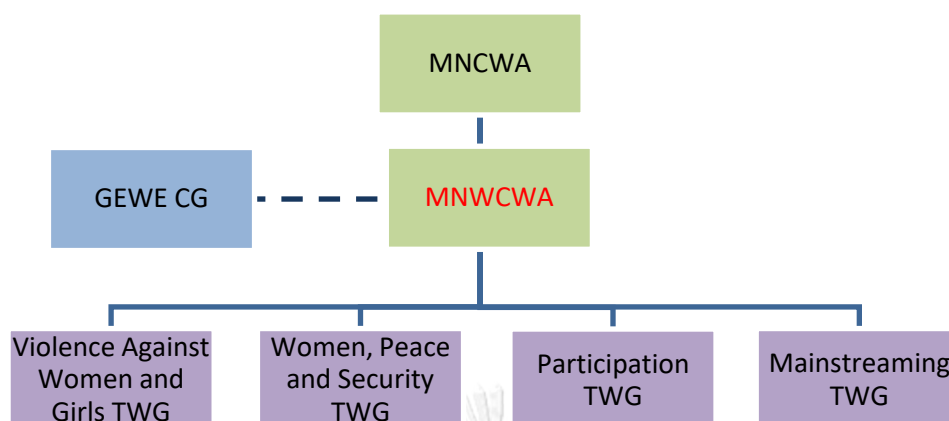 MNCWA
GEWE CG
MNWCWA
Violence Against
Women and
Girls TWG
Women, Peace
and Security
TWG
Participation
TWG
Mainstreaming
TWG